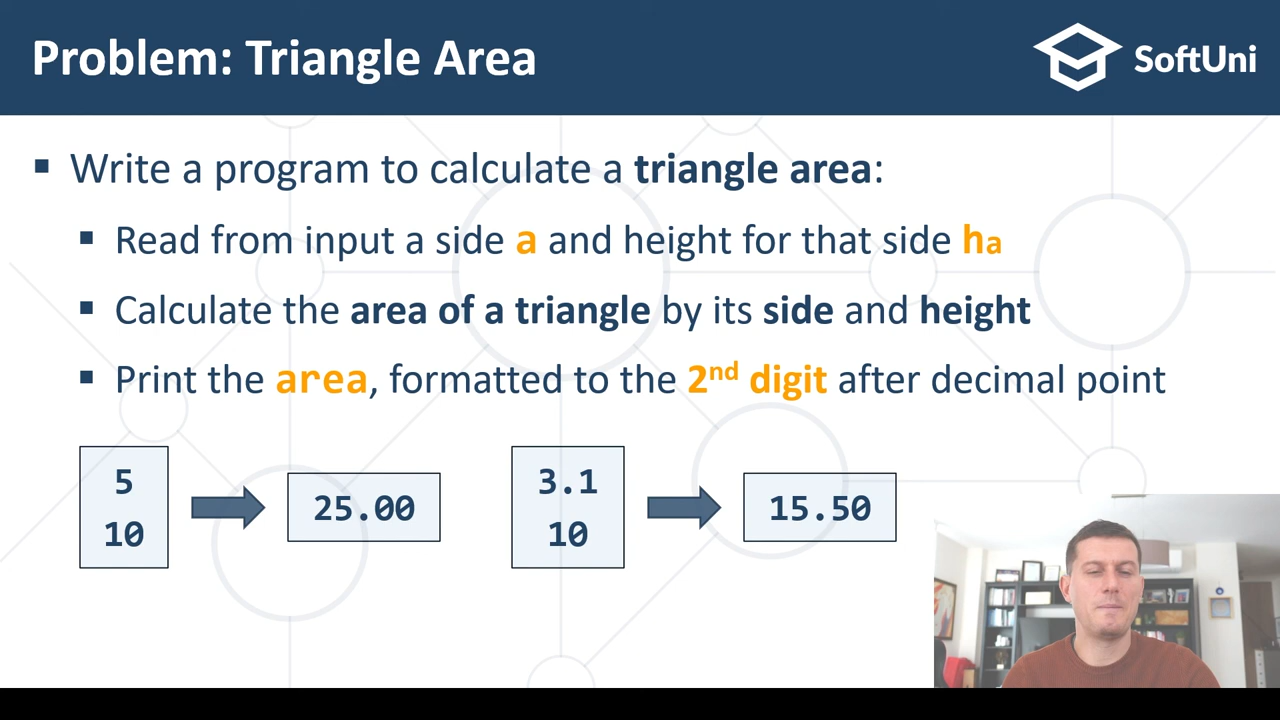 Problem: Triangle Area
SoftUni
▪ Write a program to calculate a triangle area:
▪ Read from input a side a and height for that side ha
▪ Calculate the area of a triangle by its side and height
▪ Print the area, formatted to the 2nd digit after decimal point
5
10
25.00
3.1
10
15.50